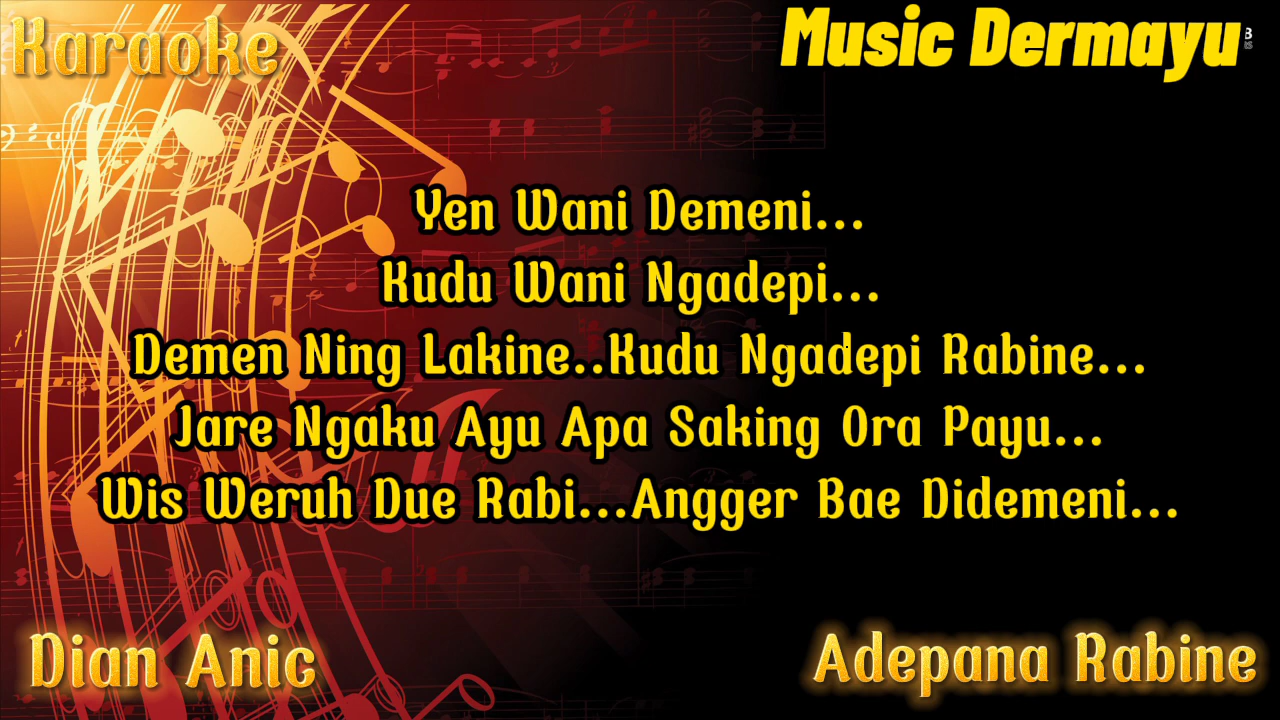 Karaoke
Music Dermayu
Yen Wani Demeni...
Kudu Wani Ngadepi...
Demen Ning Lakine..Kudu Ngadepi Rabine...
Jare Ngaku Ayu Apa Saking Ora Payu...
Wis Weruh Due Rabi...Angger Bae Didemeni...
Dian Anic
Adepana Rabine